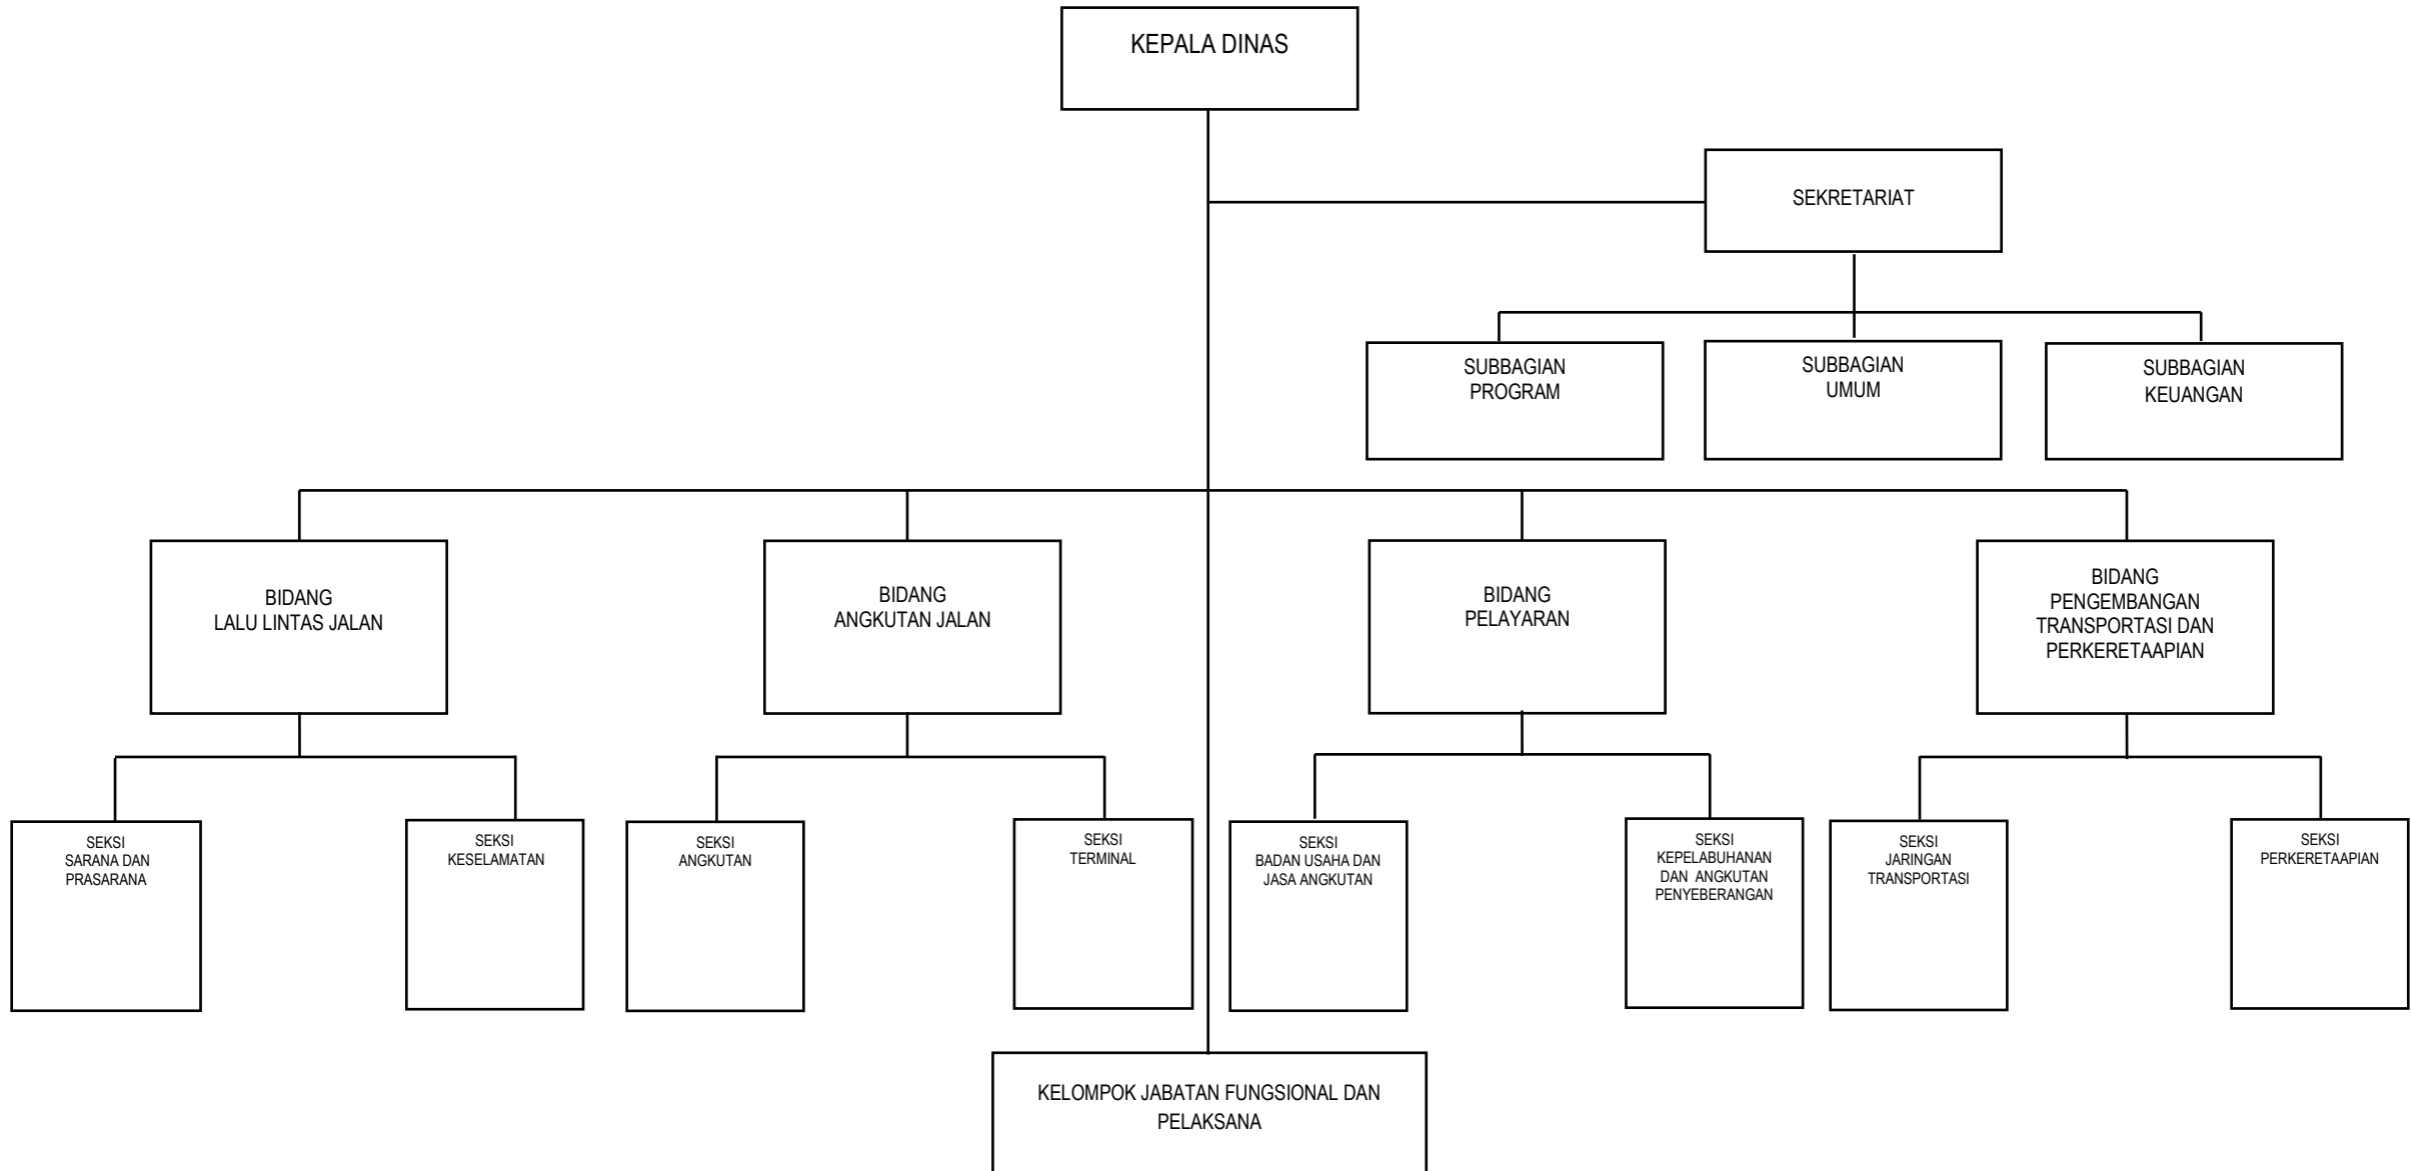 KEPALA DINAS
SEKRETARIAT
SUBBAGIAN
PROGRAM
SUBBAGIAN
UMUM
SUBBAGIAN
KEUANGAN
BIDANG
LALU LINTAS JALAN
BIDANG
ANGKUTAN JALAN
BIDANG
PELAYARAN
BIDANG
PENGEMBANGAN
TRANSPORTASI DAN
PERKERETAAPIAN
SEKSI
SARANA DAN
PRASARANA
SEKSI
KESELAMATAN
SEKSI
ANGKUTAN
SEKSI
TERMINAL
SEKSI
BADAN USAHA DAN
JASA ANGKUTAN
SEKSI
KEPELABUHANAN
DAN ANGKUTAN
PENYEBERANGAN
SEKSI
JARINGAN
TRANSPORTASI
SEKSI
PERKERETAAPIAN
KELOMPOK JABATAN FUNGSIONAL DAN
PELAKSANA